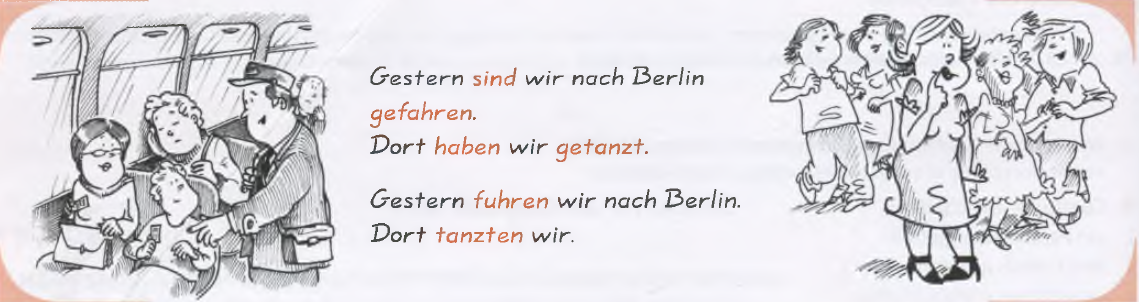 Gestern sind wir nach Berlin
gefahren.
Dort haben wir getanzt.
Gestern fuhren wir nach Berlin.
Dort tanzten wir.